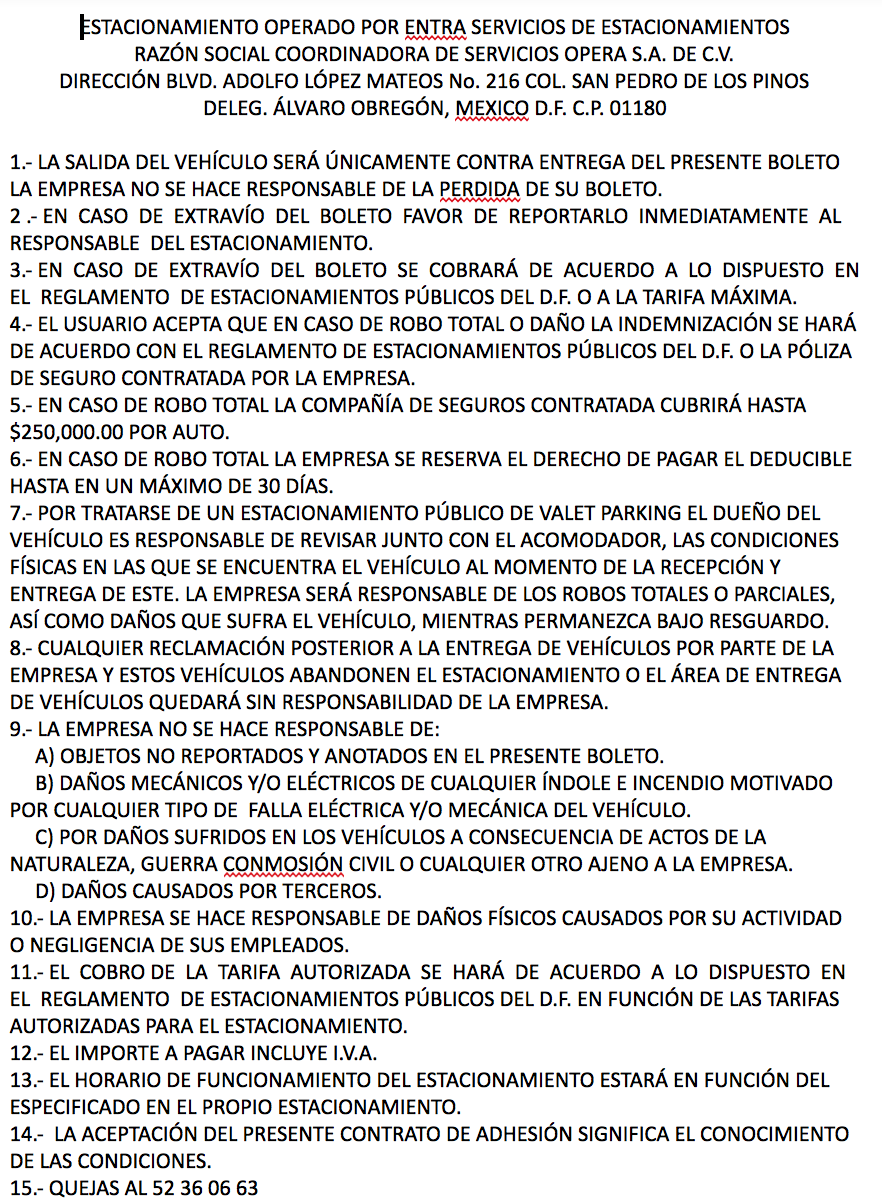 ESTACIONAMIENTO OPERADO POR ENTRA SERVICIOS DE ESTACIONAMIENTOS
RAZÓN SOCIAL COORDINADORA DE SERVICIOS OPERA S.A. DE C.V.
DIRECCIÓN BLVD. ADOLFO LÓPEZ MATEOS No. 216 COL. SAN PEDRO DE LOS PINOS
DELEG. ÁLVARO OBREGÓN, MEXICO D.F. C.P. 01180
1.- LA SALIDA DEL VEHÍCULO SERÁ ÚNICAMENTE CONTRA ENTREGA DEL PRESENTE BOLETO
LA EMPRESA NO SE HACE RESPONSABLE DE LA PERDIDA DE SU BOLETO.
2 .- EN CASO DE EXTRAVÍO DEL BOLETO FAVOR DE REPORTARLO INMEDIATAMENTE AL
RESPONSABLE DEL ESTACIONAMIENTO.
3.- EN CASO DE EXTRAVÍO DEL BOLETO SE COBRARÁ DE ACUERDO A LO DISPUESTO EN
EL REGLAMENTO DE ESTACIONAMIENTOS PÚBLICOS DEL D.F. O A LA TARIFA MÁXIMA.
4.- EL USUARIO ACEPTA QUE EN CASO DE ROBO TOTAL O DAÑO LA INDEMNIZACIÓN SE HARÁ
DE ACUERDO CON EL REGLAMENTO DE ESTACIONAMIENTOS PÚBLICOS DEL D.F. O LA PÓLIZA
DE SEGURO CONTRATADA POR LA EMPRESA.
5.- EN CASO DE ROBO TOTAL LA COMPAÑÍA DE SEGUROS CONTRATADA CUBRIRÁ HASTA
$250,000.00 POR AUTO.
6.- EN CASO DE ROBO TOTAL LA EMPRESA SE RESERVA EL DERECHO DE PAGAR EL DEDUCIBLE
HASTA EN UN MÁXIMO DE 30 DÍAS.
7.- POR TRATARSE DE UN ESTACIONAMIENTO PÚBLICO DE VALET PARKING EL DUEÑO DEL
VEHÍCULO ES RESPONSABLE DE REVISAR JUNTO CON EL ACOMODADOR, LAS CONDICIONES
FÍSICAS EN LAS QUE SE ENCUENTRA EL VEHÍCULO AL MOMENTO DE LA RECEPCIÓN Y
ENTREGA DE ESTE. LA EMPRESA SERÁ RESPONSABLE DE LOS ROBOS TOTALES O PARCIALES,
ASÍ COMO DAÑOS QUE SUFRA EL VEHÍCULO, MIENTRAS PERMANEZCA BAJO RESGUARDO.
8.- CUALQUIER RECLAMACIÓN POSTERIOR A LA ENTREGA DE VEHÍCULOS POR PARTE DE LA
EMPRESA Y ESTOS VEHÍCULOS ABANDONEN EL ESTACIONAMIENTO O EL ÁREA DE ENTREGA
DE VEHÍCULOS QUEDARÁ SIN RESPONSABILIDAD DE LA EMPRESA.
9.- LA EMPRESA NO SE HACE RESPONSABLE DE:
A) OBJETOS NO REPORTADOS Y ANOTADOS EN EL PRESENTE BOLETO.
B) DAÑOS MECÁNICOS Y/O ELÉCTRICOS DE CUALQUIER ÍNDOLE E INCENDIO MOTIVADO
POR CUALQUIER TIPO DE FALLA ELÉCTRICA Y/O MECÁNICA DEL VEHÍCULO.
C) POR DAÑOS SUFRIDOS EN LOS VEHÍCULOS A CONSECUENCIA DE ACTOS DE LA
NATURALEZA, GUERRA CONMOSIÓN CIVIL O CUALQUIER OTRO AJENO A LA EMPRESA.
D) DAÑOS CAUSADOS POR TERCEROS.
10.- LA EMPRESA SE HACE RESPONSABLE DE DAÑOS FÍSICOS CAUSADOS POR SU ACTIVIDAD
O NEGLIGENCIA DE SUS EMPLEADOS.
11.- EL COBRO DE LA TARIFA AUTORIZADA SE HARÁ DE ACUERDO A LO DISPUESTO EN
EL REGLAMENTO DE ESTACIONAMIENTOS PÚBLICOS DEL D.F. EN FUNCIÓN DE LAS TARIFAS
AUTORIZADAS PARA EL ESTACIONAMIENTO.
12.- EL IMPORTE A PAGAR INCLUYE I.V.A.
13.- EL HORARIO DE FUNCIONAMIENTO DEL ESTACIONAMIENTO ESTARÁ EN FUNCIÓN DEL
ESPECIFICADO EN EL PROPIO ESTACIONAMIENTO.
14.- LA ACEPTACIÓN DEL PRESENTE CONTRATO DE ADHESIÓN SIGNIFICA EL CONOCIMIENTO
DE LAS CONDICIONES.
15.- QUEJAS AL 52 36 06 63